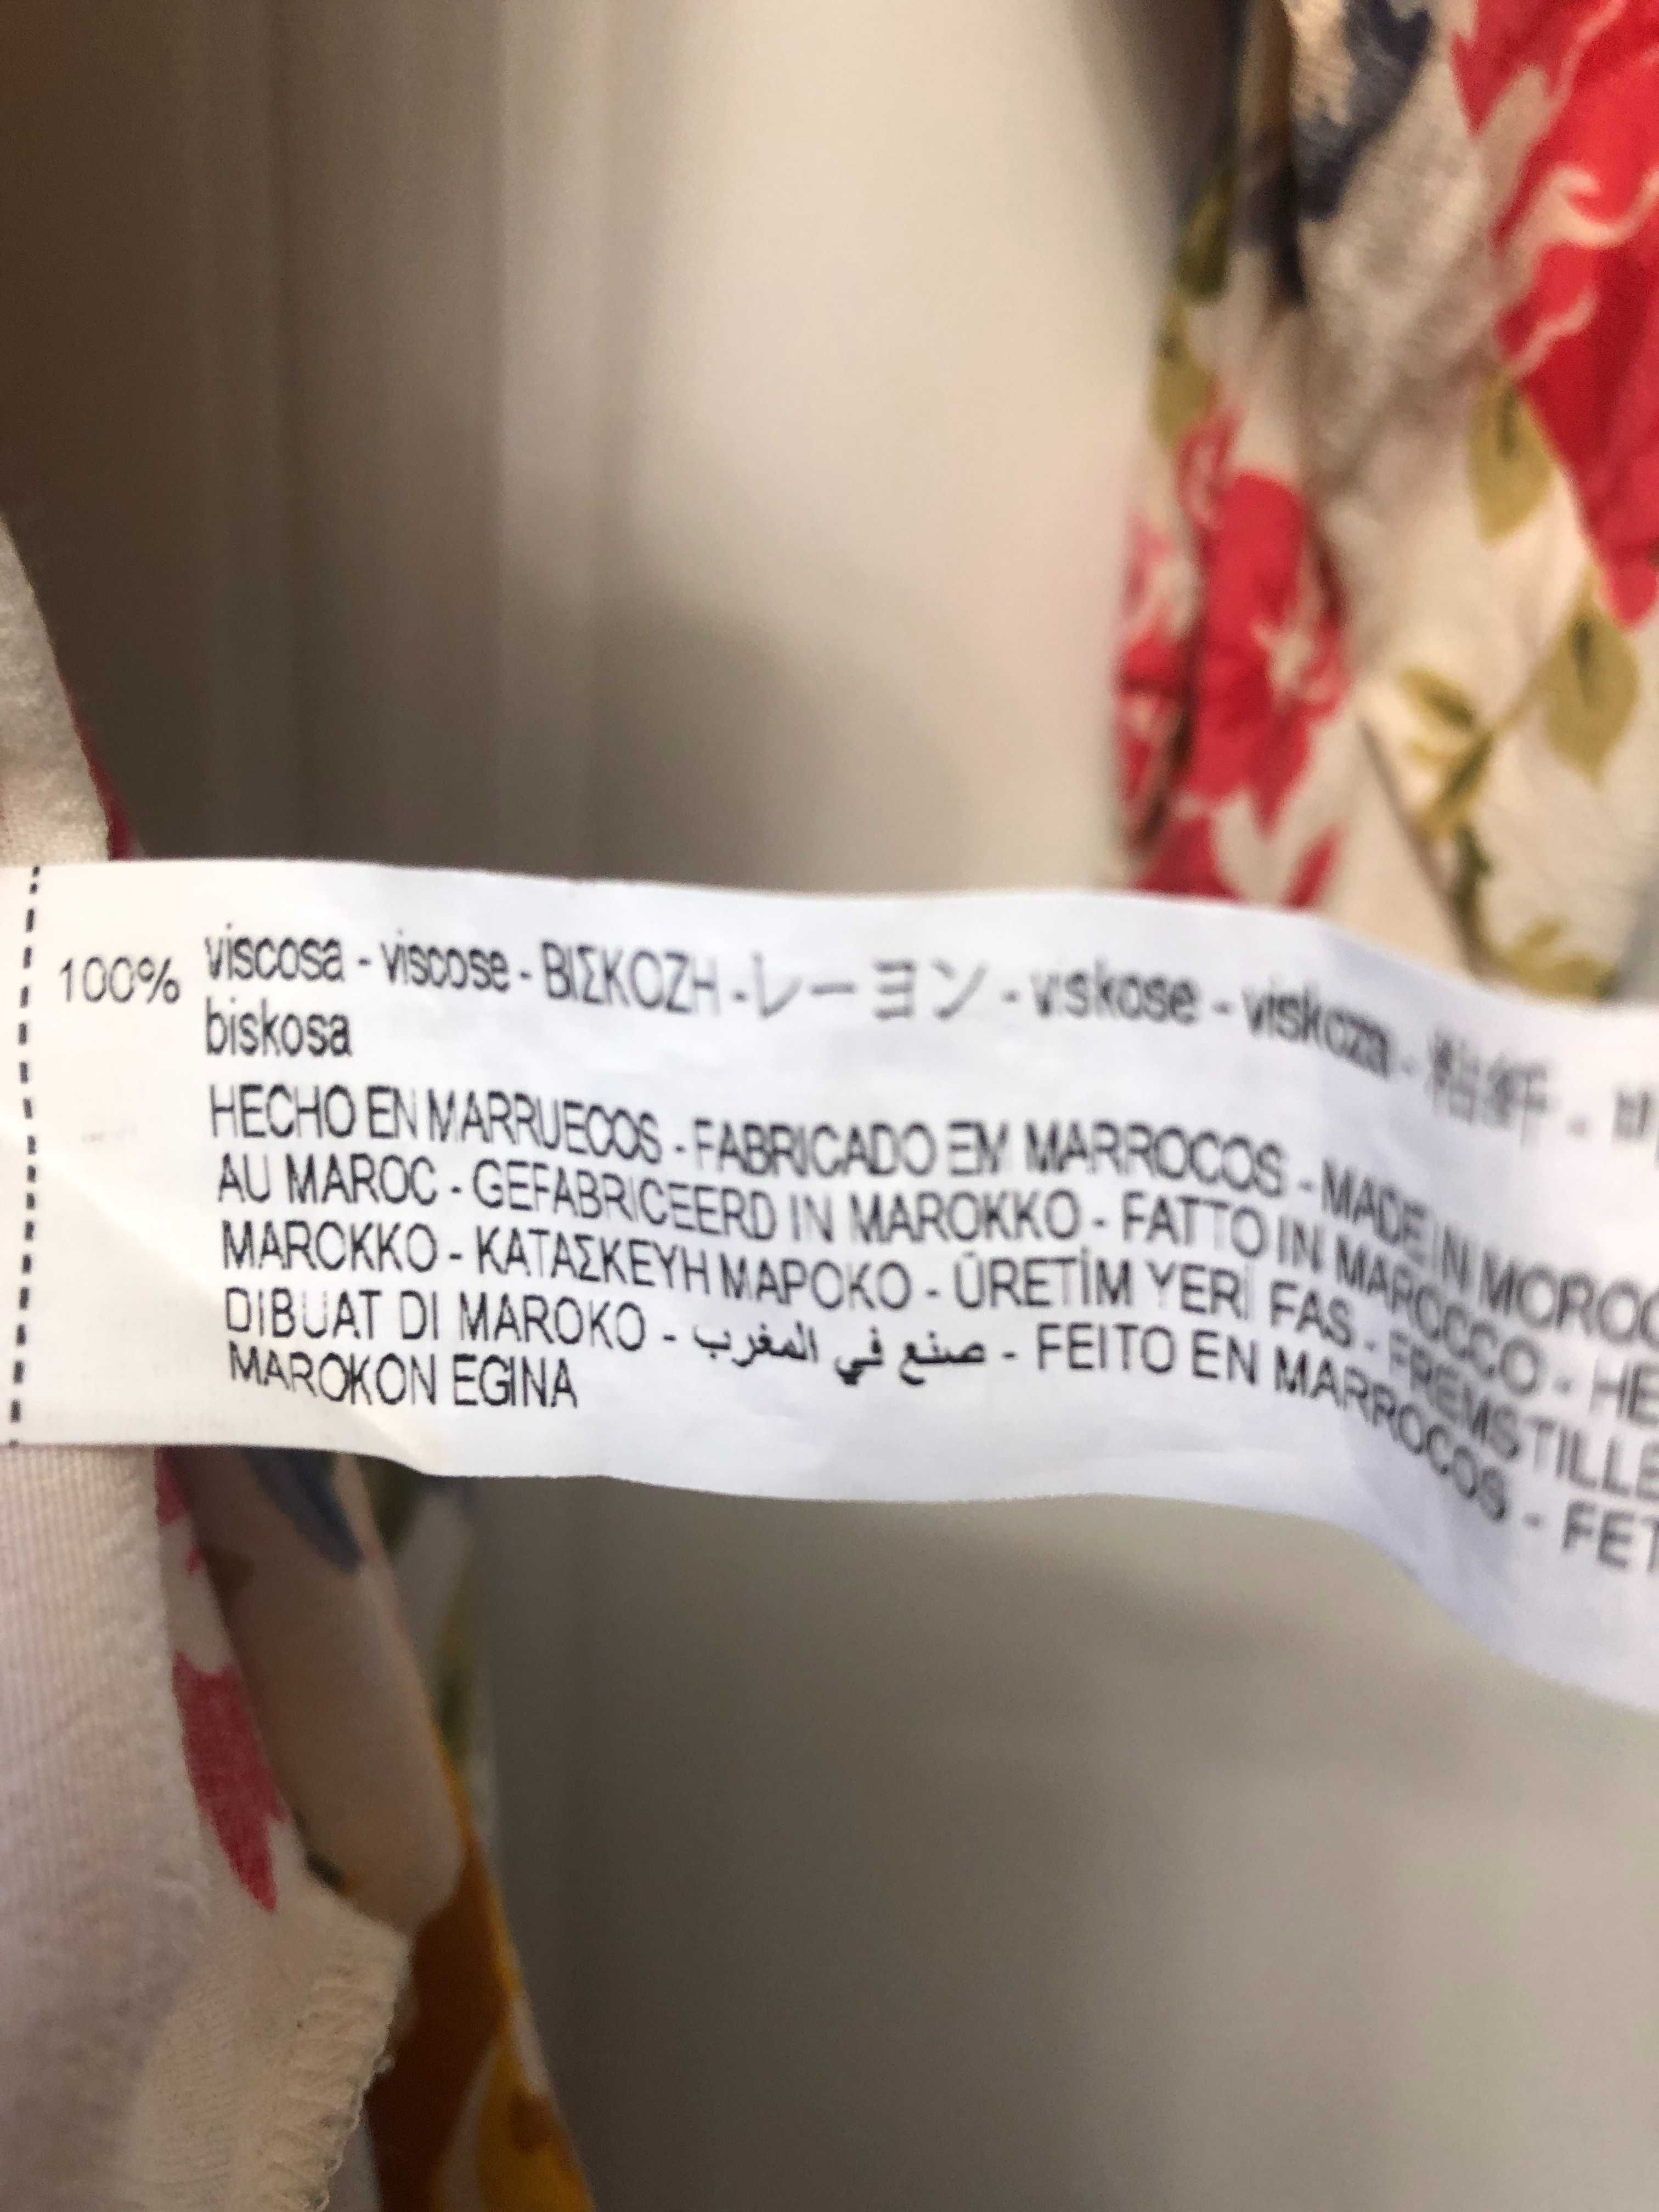 100% viscosa - viscose - ΒΙΣΚΟΖΗ - レーヨン - viskose - viskoza - 粘纤 -
biskosa
HECHO EN MARRUECOS - FABRICADO EM MARROCOS - MADE IN MOROC
AU MAROC - GEFABRICEERD IN MAROKKO - FATTO IN MAROCCO - HE
MAROKKO - ΚΑΤΑΣΚΕΥΗ ΜΑΡΟΚΟ - ÜRETİM YERİ FAS - FREMSTILLE
DIBUAT DI MAROKO - صنع في المغرب - FEITO EN MARROCOS - FET
MAROKON EGINA